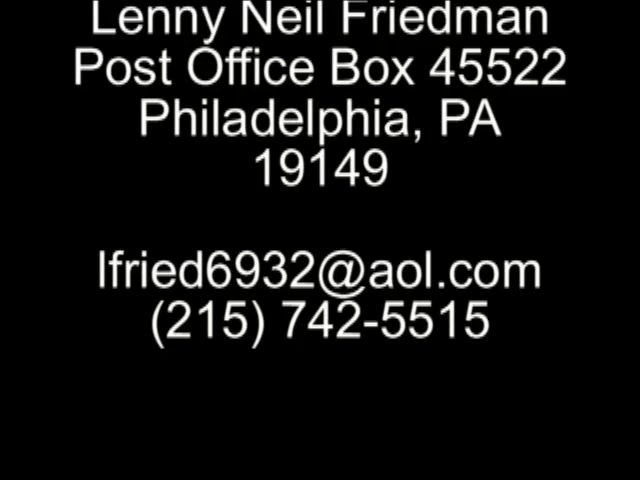 Lenny Neil Friedman
Post Office Box 45522
Philadelphia, PA
19149
lfried6932@aol.com
(215) 742-5515